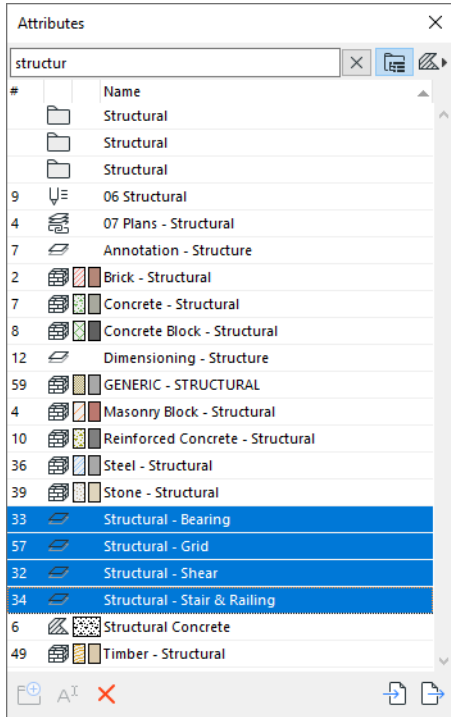 Attributes
structur
# Name
Structural
Structural
Structural
9 06 Structural
4 07 Plans - Structural
7 Annotation - Structure
2 Brick - Structural
7 Concrete - Structural
8 Concrete Block - Structural
12 Dimensioning - Structure
59 GENERIC - STRUCTURAL
4 Masonry Block - Structural
10 Reinforced Concrete - Structural
36 Steel - Structural
39 Stone - Structural
33 Structural - Bearing
57 Structural - Grid
32 Structural - Shear
34 Structural - Stair & Railing
6 Structural Concrete
49 Timber - Structural